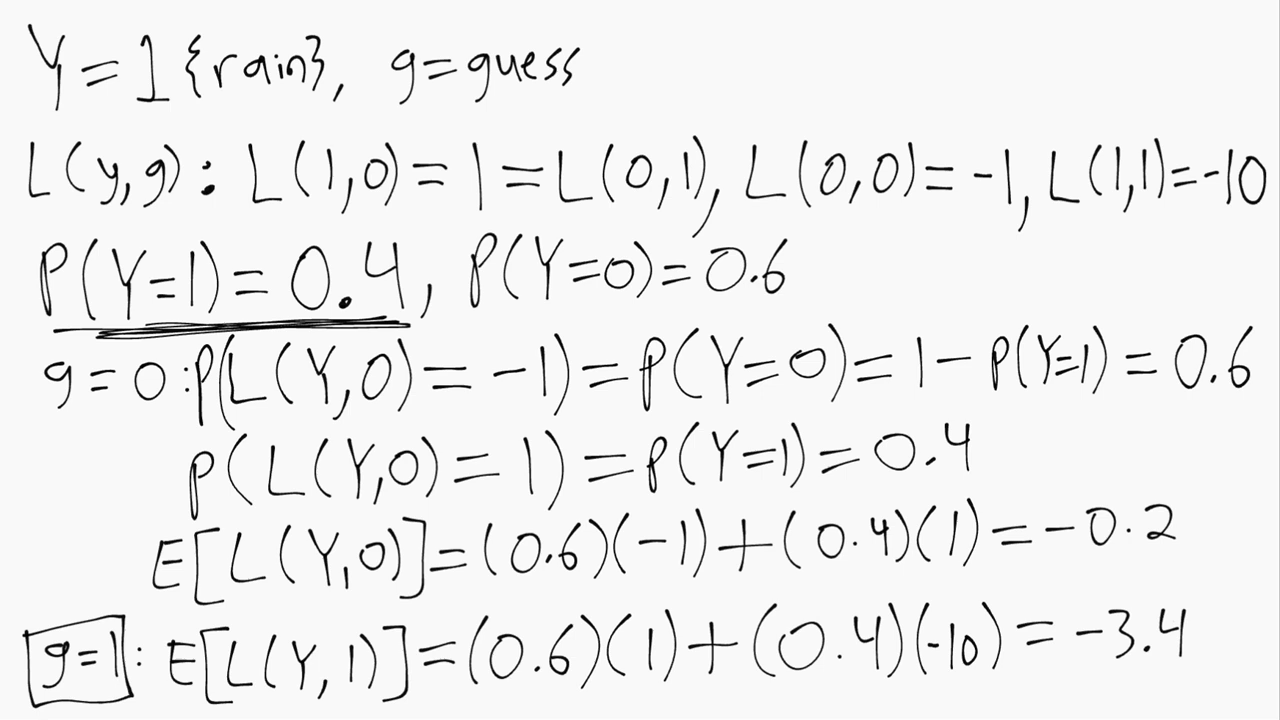 Y = 1{rain}, g=guess
L(y,g): L(1,0)= 1 = L(0,1), L(0,0)= -1, L(1,1)=-10
P(Y=1) = 0.4, P(Y=0)=0.6
g=0: P(L(Y,0) = -1) = P(Y=0) = 1 - P(Y=1) = 0.6
P(L(Y,0) = 1) = P(Y=1) = 0.4
E[L(Y,0)] = (0.6)(-1)+(0.4)(1) = -0.2
g=1: E[L(Y,1)] = (0.6)(1)+(0.4)(-10) = -3.4